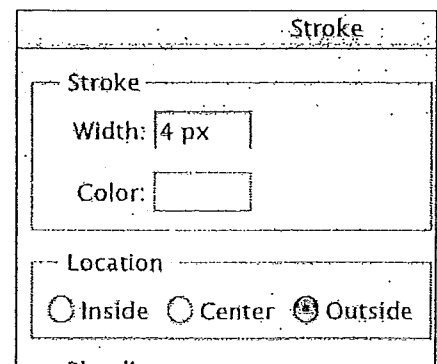 Stroke
Stroke
Width: 4 px
Color:
Location
Inside Center Outside